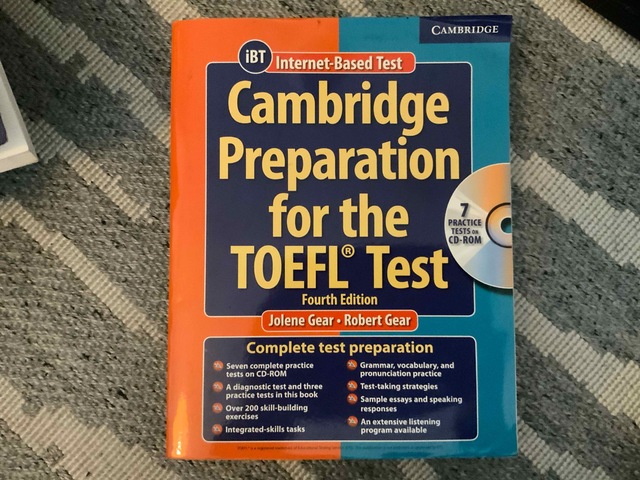 CAMBRIDGE
iBT Internet-Based Test
Cambridge
Preparation
for the
TOEFL® Test
Fourth Edition
7
PRACTICE
TESTS ON
CD-ROM
Jolene Gear • Robert Gear
Complete test preparation
Seven complete practice
tests on CD-ROM
A diagnostic test and three
practice tests in this book
Over 200 skill-building
exercises
Integrated-skills tasks
Grammar, vocabulary, and
pronunciation practice
Test-taking strategies
Sample essays and speaking
responses
An extensive listening
program available